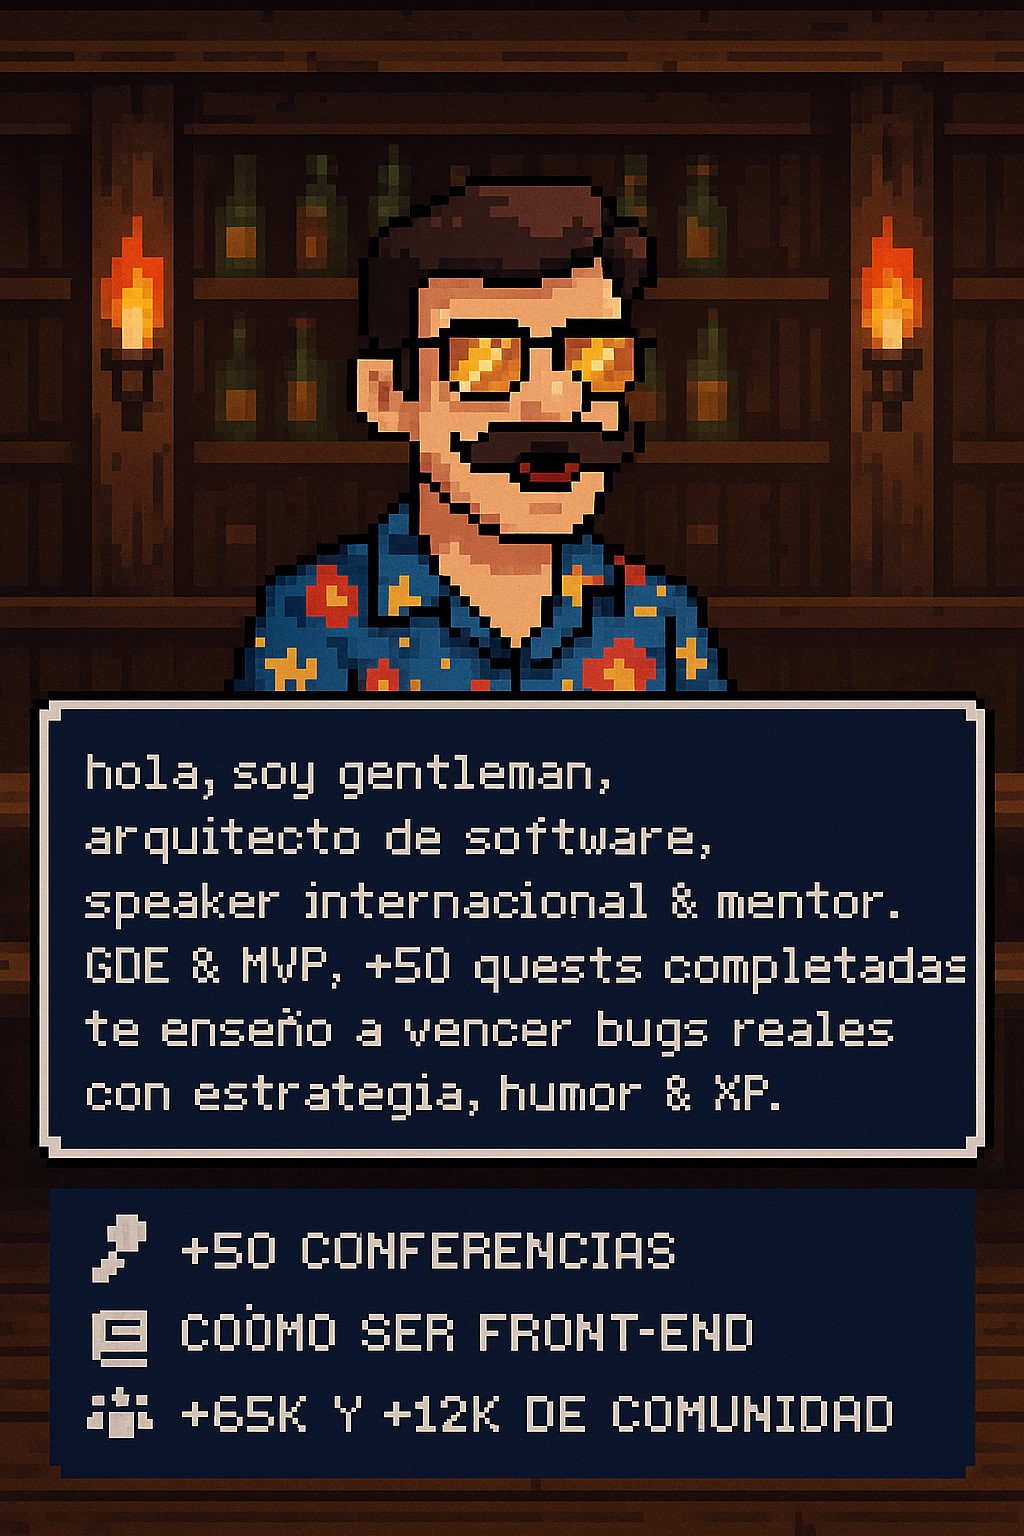 hola, soy gentleman,
arquitecto de software,
speaker internacional & mentor.
GDE & MVP, +50 quests completadas
te enseño a vencer bugs reales
con estrategia, humor & XP.
+50 CONFERENCIAS
COÒMO SER FRONT-END
+65K Y +12K DE COMUNIDAD